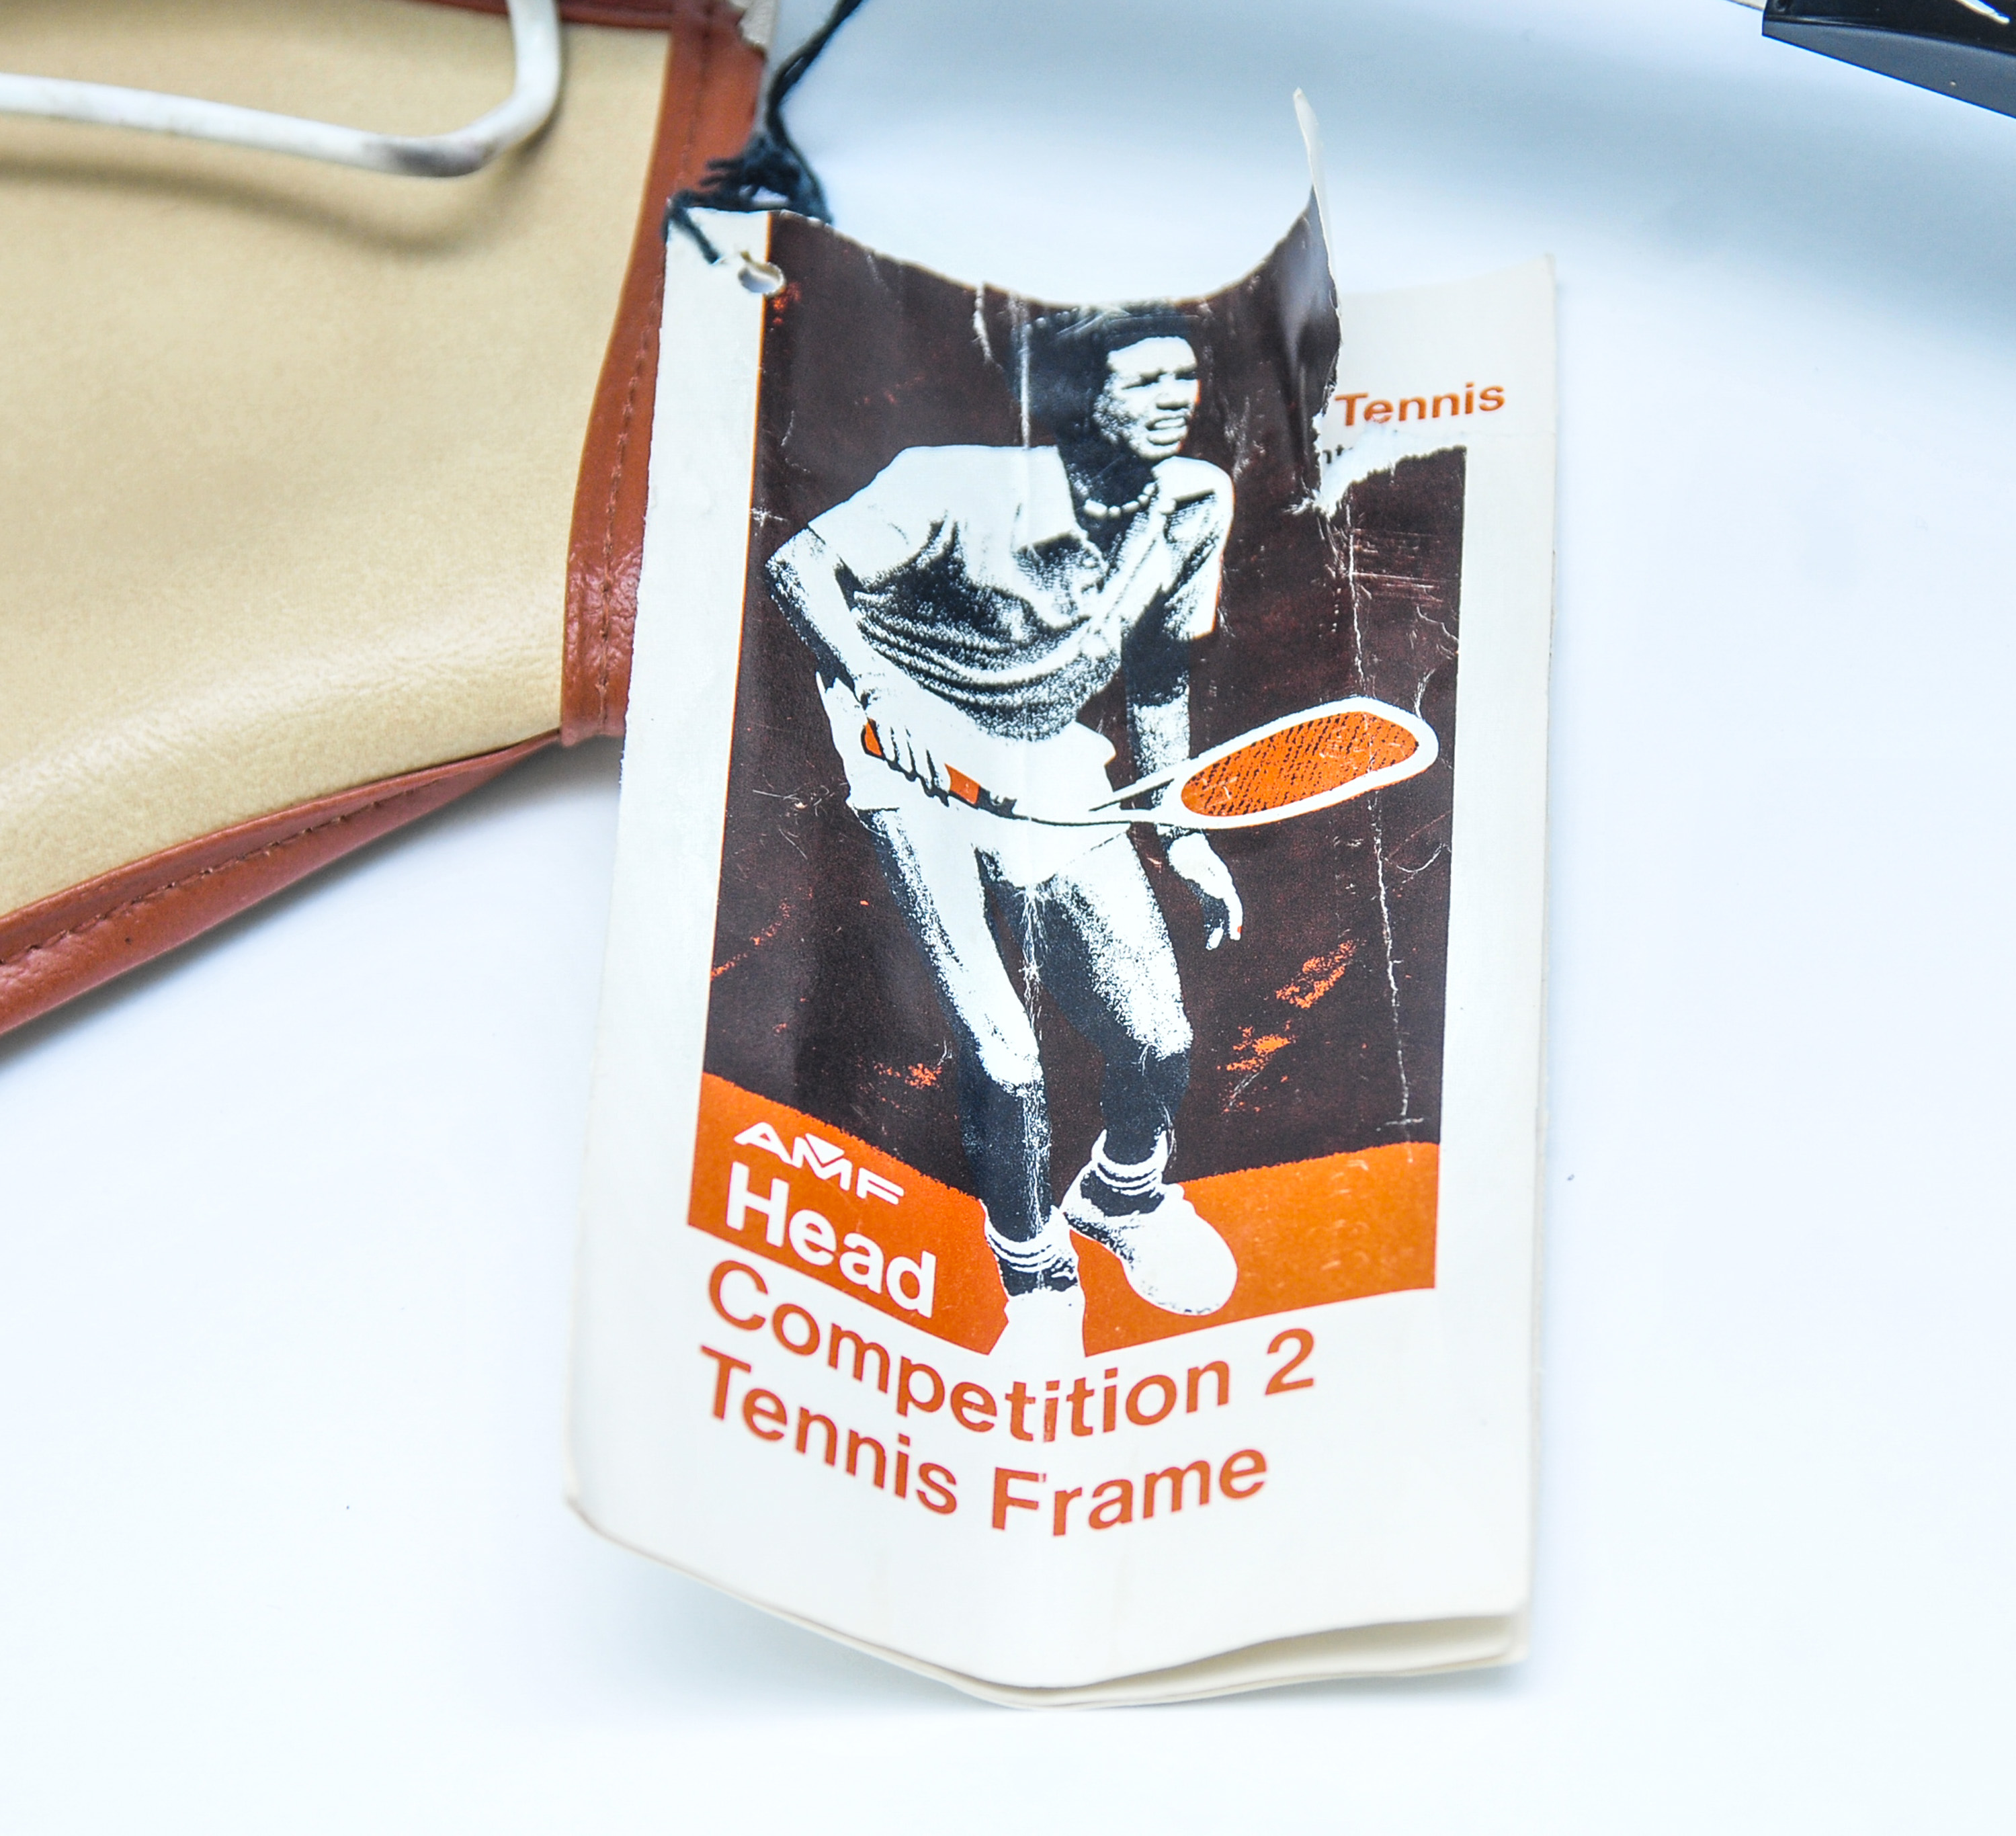 Tennis
AMF
Head
Competition 2
Tennis Frame